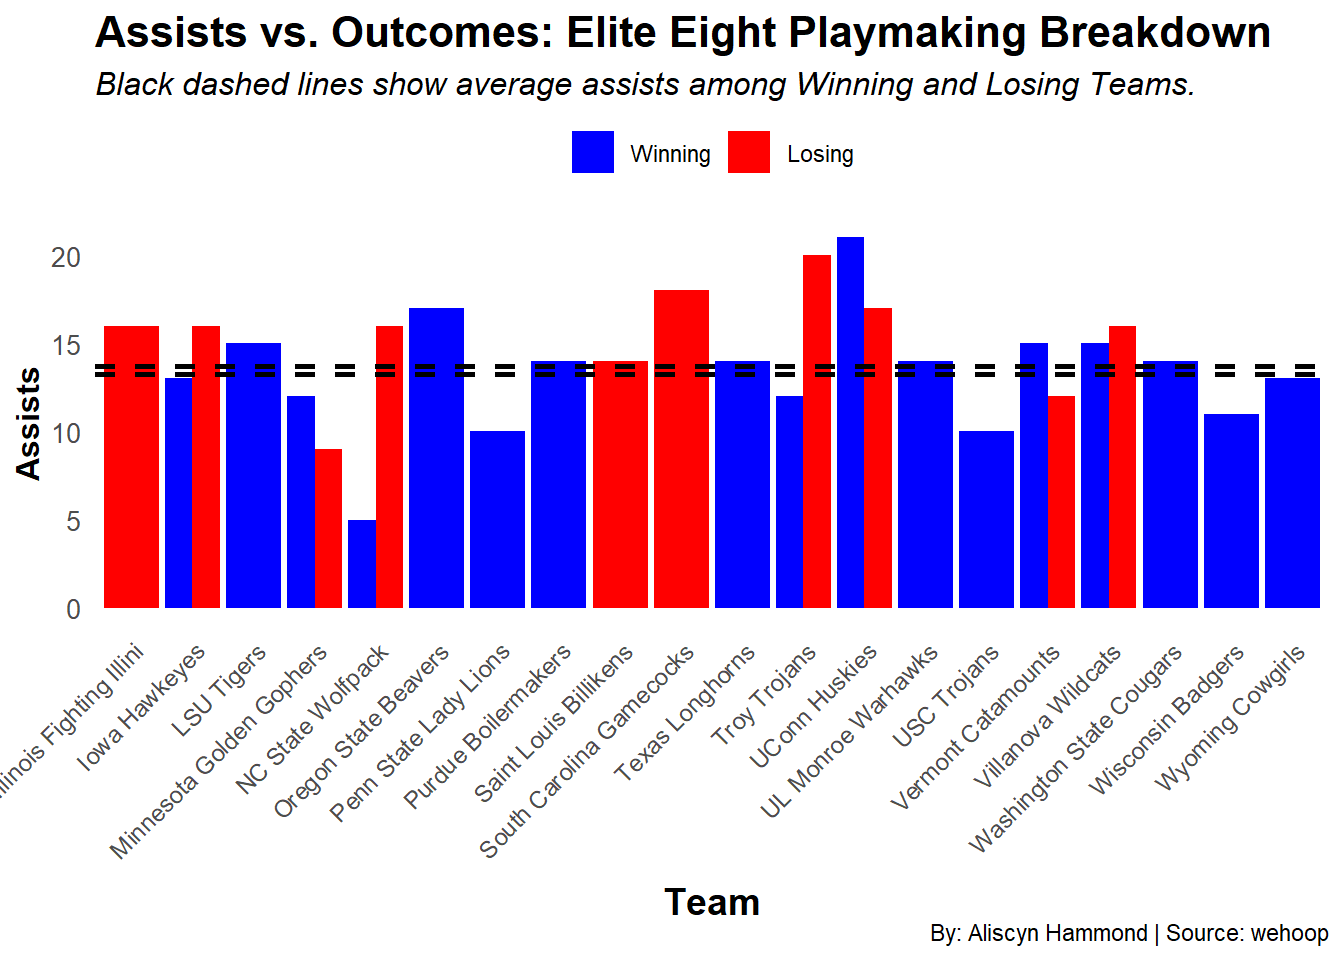 Assists vs. Outcomes: Elite Eight Playmaking Breakdown
Black dashed lines show average assists among Winning and Losing Teams.
Winning
Losing
Assists
20
15
10
5
0
llinois Fighting Illini
Iowa Hawkeyes
LSU Tigers
Minnesota Golden Gophers
NC State Wolfpack
Oregon State Beavers
Penn State Lady Lions
Purdue Boilermakers
Saint Louis Billikens
South Carolina Gamecocks
Texas Longhorns
Troy Trojans
UConn Huskies
UL Monroe Warhawks
USC Trojans
Vermont Catamounts
Villanova Wildcats
Washington State Cougars
Wisconsin Badgers
Wyoming Cowgirls
Team
By: Aliscyn Hammond | Source: wehoop